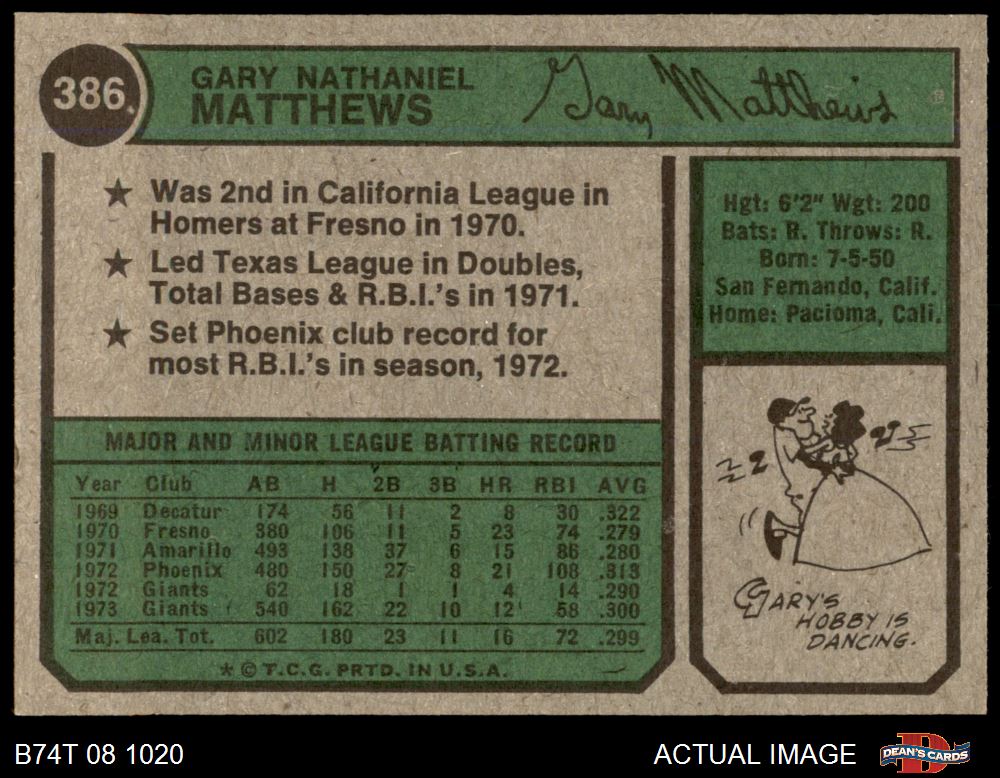 386
GARY NATHANIEL
MATTHEWS
Gary Matthews
★ Was 2nd in California League in
Homers at Fresno in 1970.
★ Led Texas League in Doubles,
Total Bases & R.B.I.'s in 1971.
★ Set Phoenix club record for
most R.B.I.'s in season, 1972.
Hgt: 6'2" Wgt: 200
Bats: R. Throws: R.
Born: 7-5-50
San Fernando, Calif.
Home: Pacioma, Cali.
MAJOR AND MINOR LEAGUE BATTING RECORD
Year Club AB H 2B 3B HR RBI AVG
1969 Decatur 174 56 11 2 8 30 .322
1970 Fresno 380 106 11 5 23 74 .279
1971 Amarillo 493 138 37 6 15 86 .280
1972 Phoenix 480 150 27 8 21 108 .313
1972 Giants 62 18 1 1 4 14 .290
1973 Giants 540 162 22 10 12 58 .300
Maj. Lea. Tot. 602 180 23 11 16 72 .299
* © T.C.G. PRTD. IN U.S.A.
GARY'S
HOBBY IS
DANCING.
B74T 08 1020
ACTUAL IMAGE
D
DEAN'S CARDS